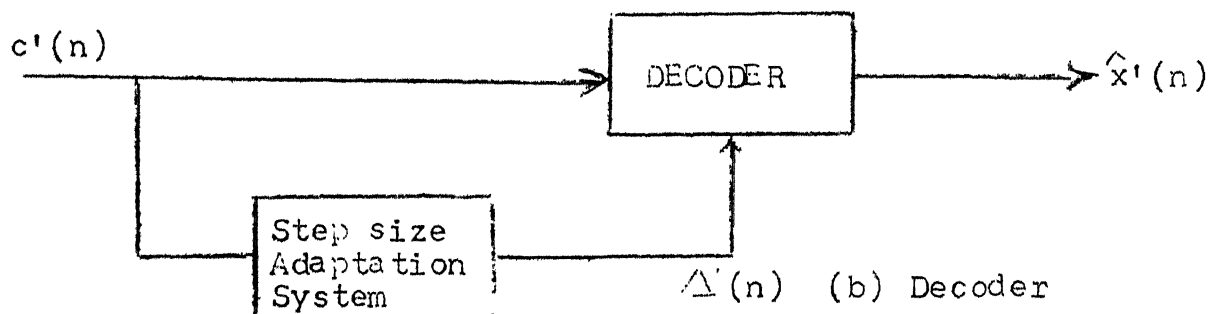 c'(n)
DECODER
x̂'(n)
Step size
Adaptation
System
Δ'(n) (b) Decoder